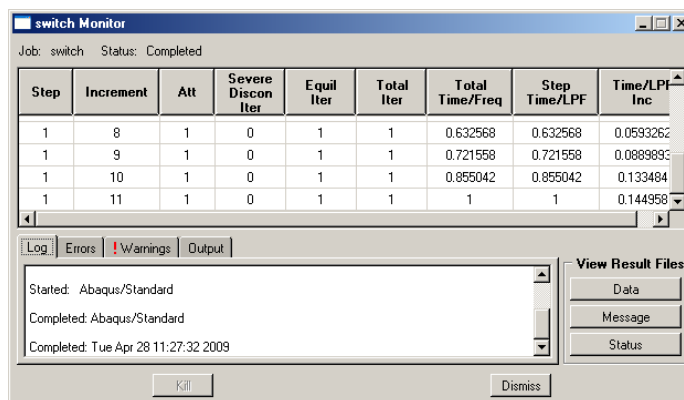 switch Monitor
Job: switch Status: Completed
Step Increment Att Severe Discon Iter Equil Iter Total Iter Total Time/Freq Step Time/LPF Time/LPF Inc
1 8 1 0 1 1 0.632568 0.632568 0.0593262
1 9 1 0 1 1 0.721558 0.721558 0.0889893
1 10 1 0 1 1 0.855042 0.855042 0.133484
1 11 1 0 1 1 1 1 0.144958
Log Errors ! Warnings Output
Started: Abaqus/Standard
Completed: Abaqus/Standard
Completed: Tue Apr 28 11:27:32 2009
View Result Files
Data
Message
Status
Kill Dismiss